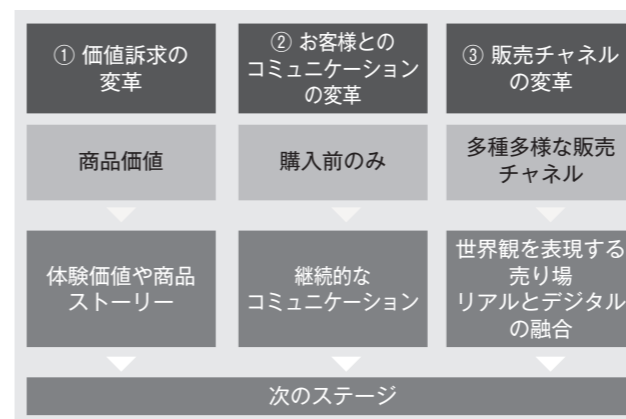 ① 価値訴求の
変革
② お客様との
コミュニケーション
の変革
③ 販売チャネル
の変革
商品価値
購入前のみ
多種多様な販売
チャネル
体験価値や商品
ストーリー
継続的な
コミュニケーション
世界観を表現する
売り場
リアルとデジタル
の融合
次のステージ